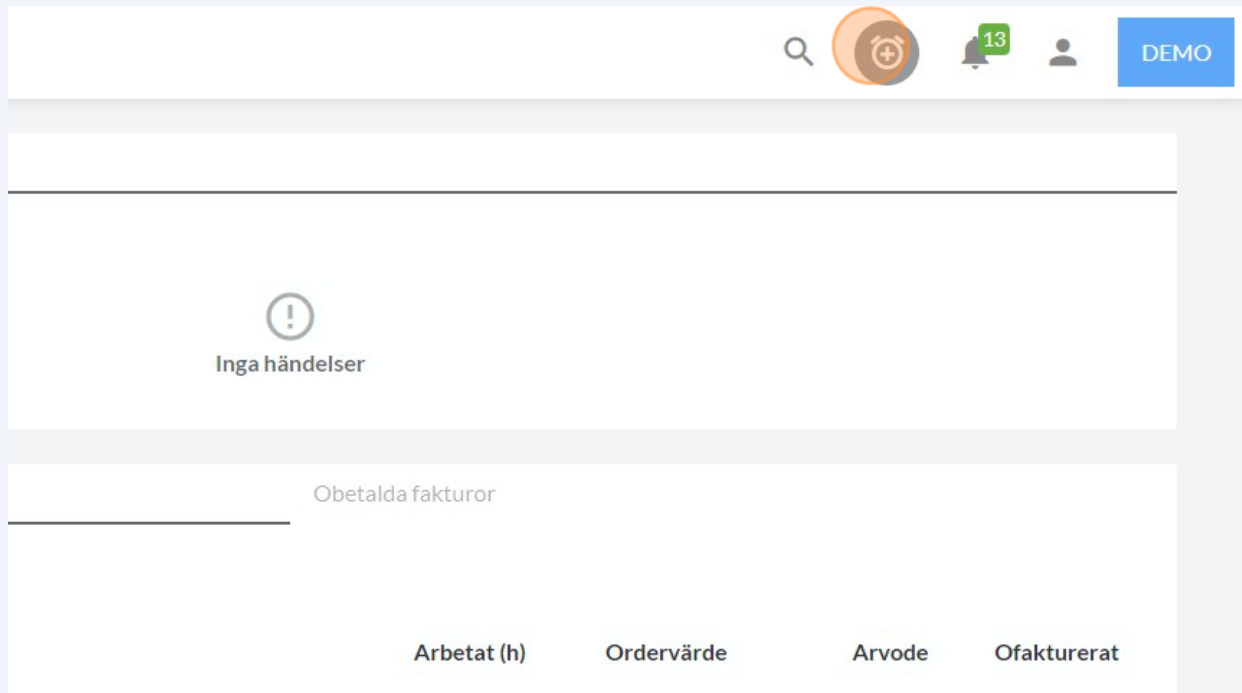 13
DEMO
Inga händelser
Obetalda fakturor
Arbetat (h) Ordervärde Arvode Ofakturerat